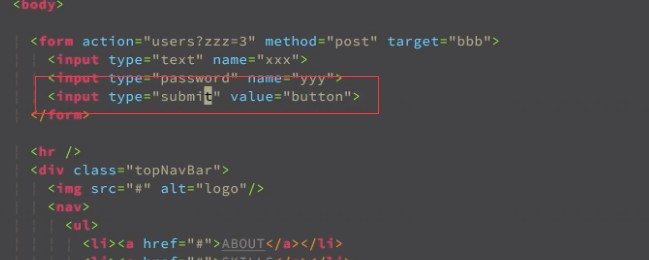 <body>
<form action="users?zzz=3" method="post" target="bbb">
<input type="text" name="xxx">
<input type="password" name="yyy">
<input type="submit" value="button">
</form>
<hr />
<div class="topNavBar">
<img src="#" alt="logo"/>
<nav>
<ul>
<li><a href="#">ABOUT</a></li>